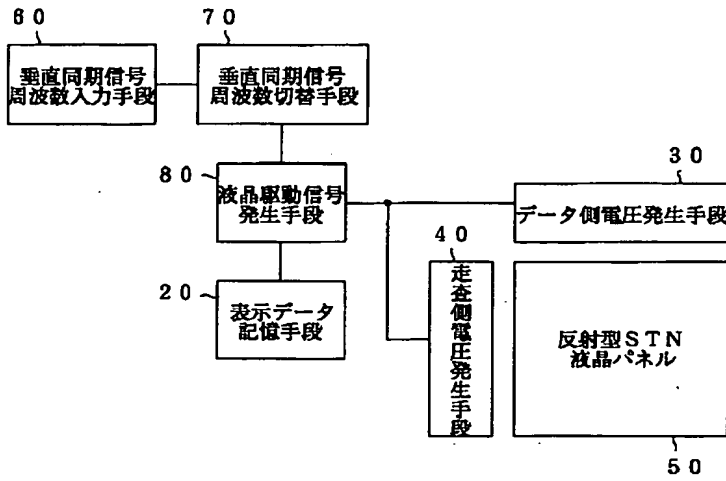 60
70
垂直同期信号
周波数入力手段
垂直同期信号
周波数切替手段
80
液晶駆動信号
発生手段
30
データ側電圧発生手段
40
走査側電圧発生手段
20
表示データ
記憶手段
反射型STN
液晶パネル
50